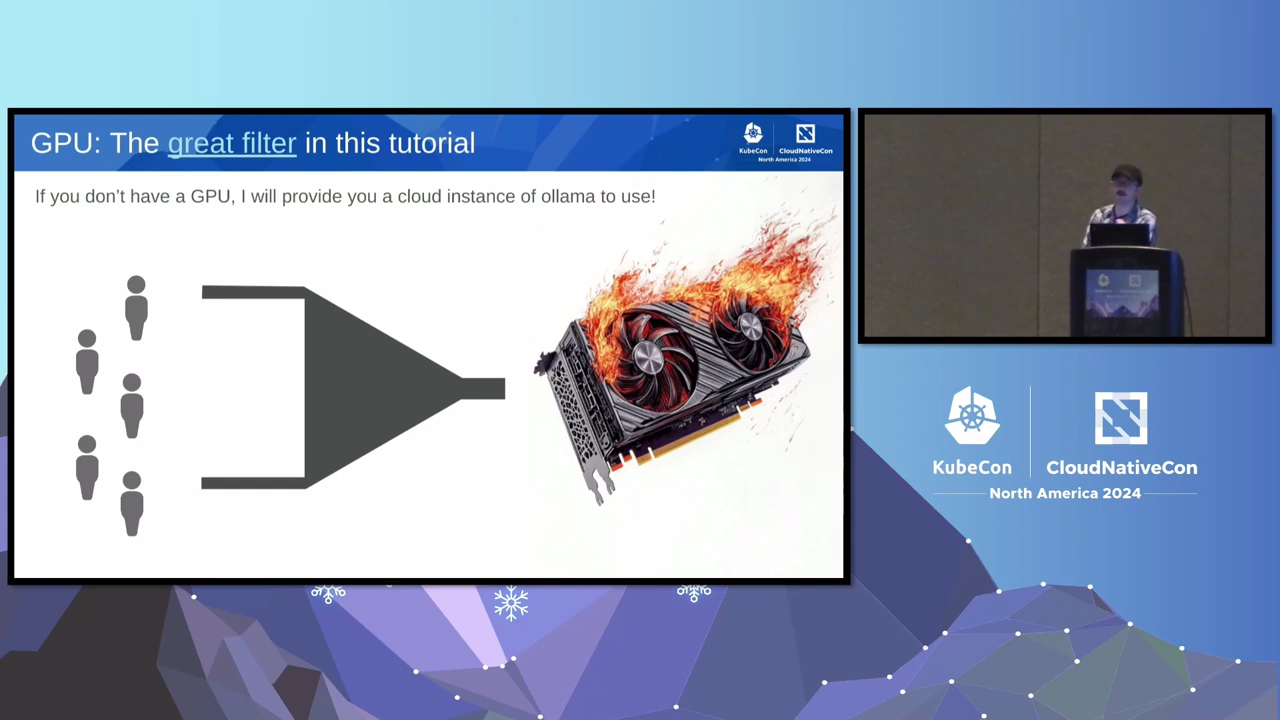 GPU: The great filter in this tutorial
KubeCon
CloudNativeCon
North America 2024
If you don’t have a GPU, I will provide you a cloud instance of ollama to use!
KubeCon
CloudNativeCon
North America 2024